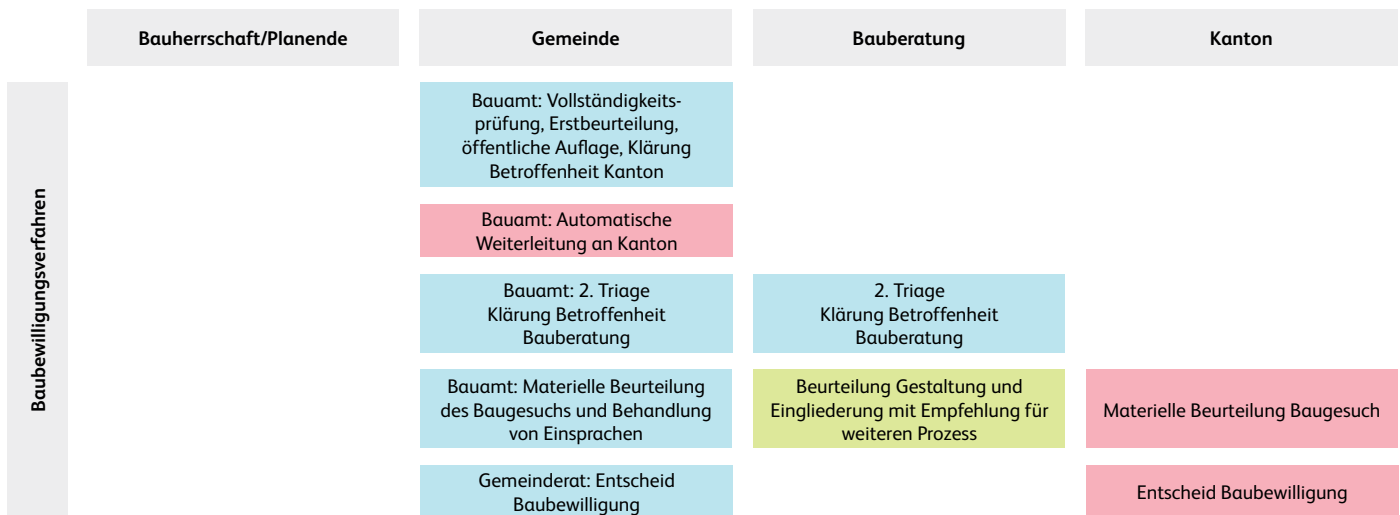 Bauherrschaft/Planende
Gemeinde
Bauberatung
Kanton
Baubewilligungsverfahren
Bauamt: Vollständigkeits-
prüfung, Erstbeurteilung,
öffentliche Auflage, Klärung
Betroffenheit Kanton
Bauamt: Automatische
Weiterleitung an Kanton
Bauamt: 2. Triage
Klärung Betroffenheit
Bauberatung
2. Triage
Klärung Betroffenheit
Bauberatung
Bauamt: Materielle Beurteilung
des Baugesuchs und Behandlung
von Einsprachen
Beurteilung Gestaltung und
Eingliederung mit Empfehlung für
weiteren Prozess
Materielle Beurteilung Baugesuch
Gemeinderat: Entscheid
Baubewilligung
Entscheid Baubewilligung